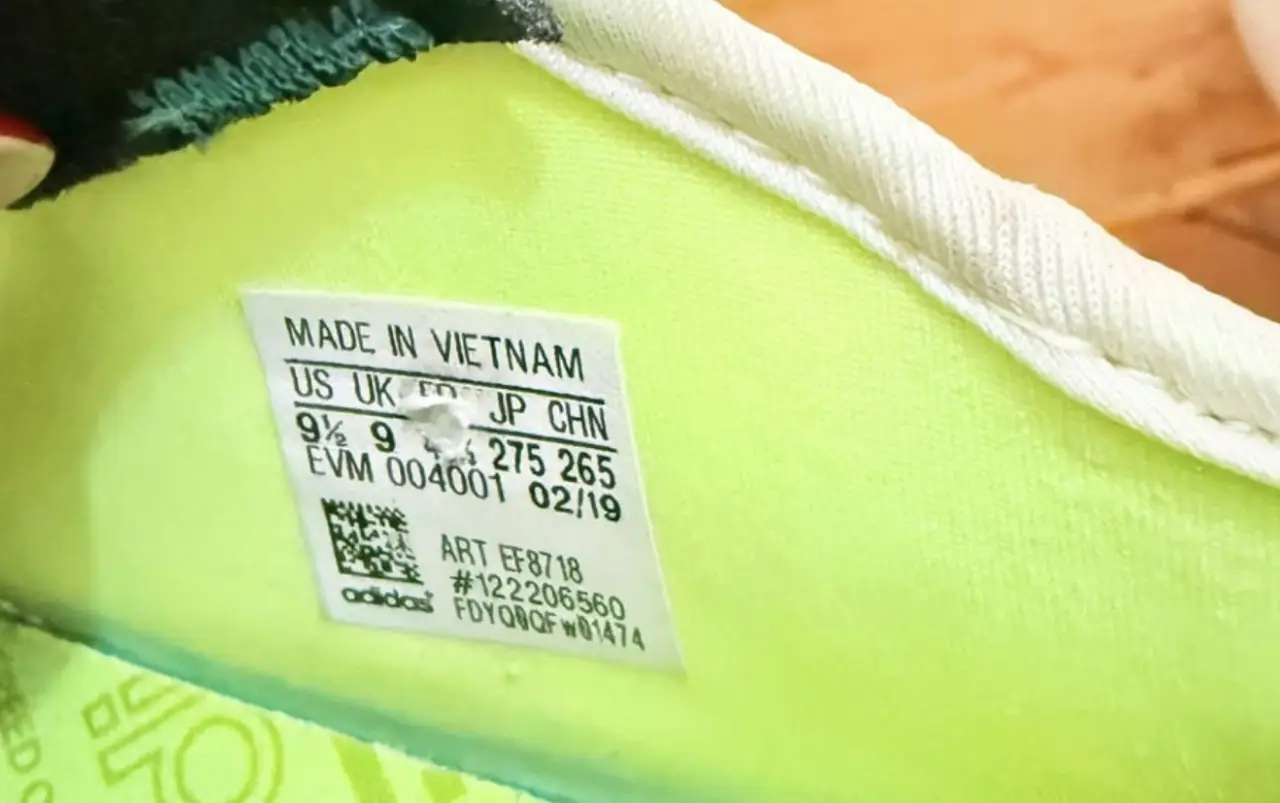 MADE IN VIETNAM
US UK JP CHN
9½ 9 275 265
EVM 004001 02/19
ART EF8718
#122206560
adidas
FDYQ0QFw01474